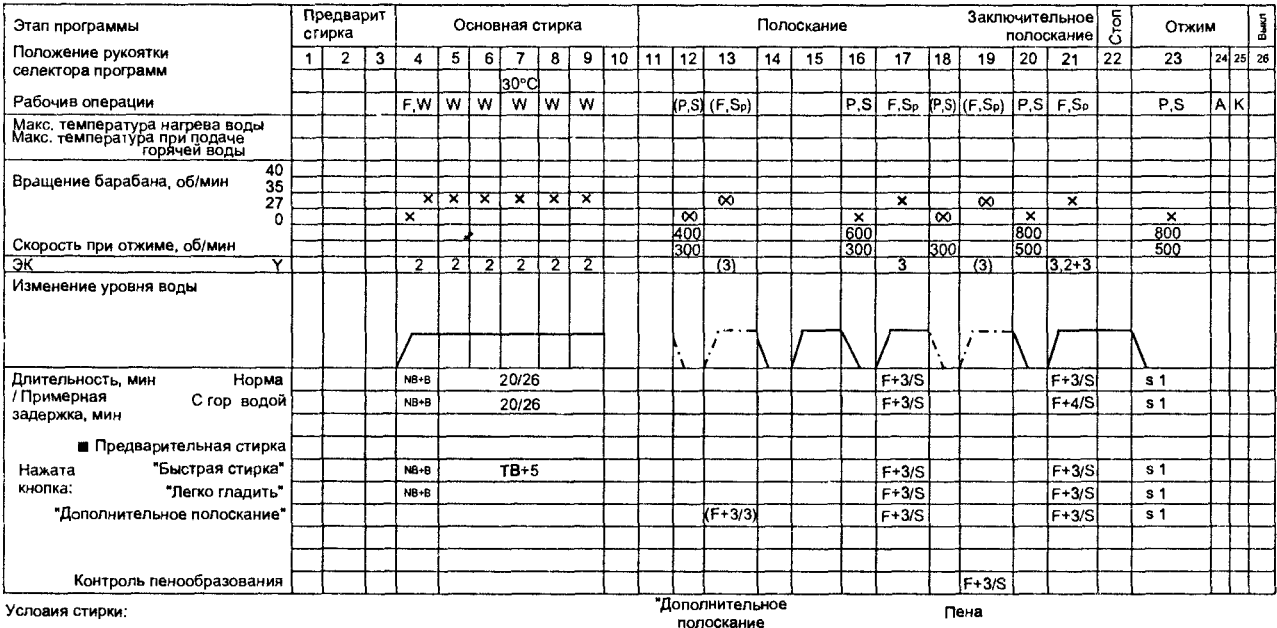 Этап программы Предварит стирка Основная стирка Полоскание Заключительное полоскание Стоп Отжим Выкл
Положение рукоятки селектора программ 1 2 3 4 5 6 7 8 9 10 11 12 13 14 15 16 17 18 19 20 21 22 23 24 25 26
30°C
Рабочив операции F,W W W W W W (P,S) (F,Sp) P,S F,Sp (P,S) (F,Sp) P,S F,Sp P,S A K
Макс. температура нагрева воды
Макс. температура при подаче горячей воды
Вращение барабана, об/мин 40
35
27 × × × × × × ∞ × ∞ ×
0 × ∞ × ∞ × ×
400 600 800 800
Скорость при отжиме, об/мин 300 300 300 500 500
ЭК Y 2 2 2 2 2 2 (3) 3 (3) 3,2+3
Изменение уровня воды
Длительность, мин Норма NB+B 20/26 F+3/S F+3/S s 1
/ Примерная задержка, мин С гор водой NB+B 20/26 F+3/S F+4/S s 1
■ Предварительная стирка
Нажата кнопка: "Быстрая стирка" NB+B TB+5 F+3/S F+3/S s 1
"Легко гладить" NB+B F+3/S F+3/S s 1
"Дополнительное полоскание" (F+3/3) F+3/S F+3/S s 1
Контроль пенообразования F+3/S
Услоаия стирки: "Дополнительное полоскание Пена